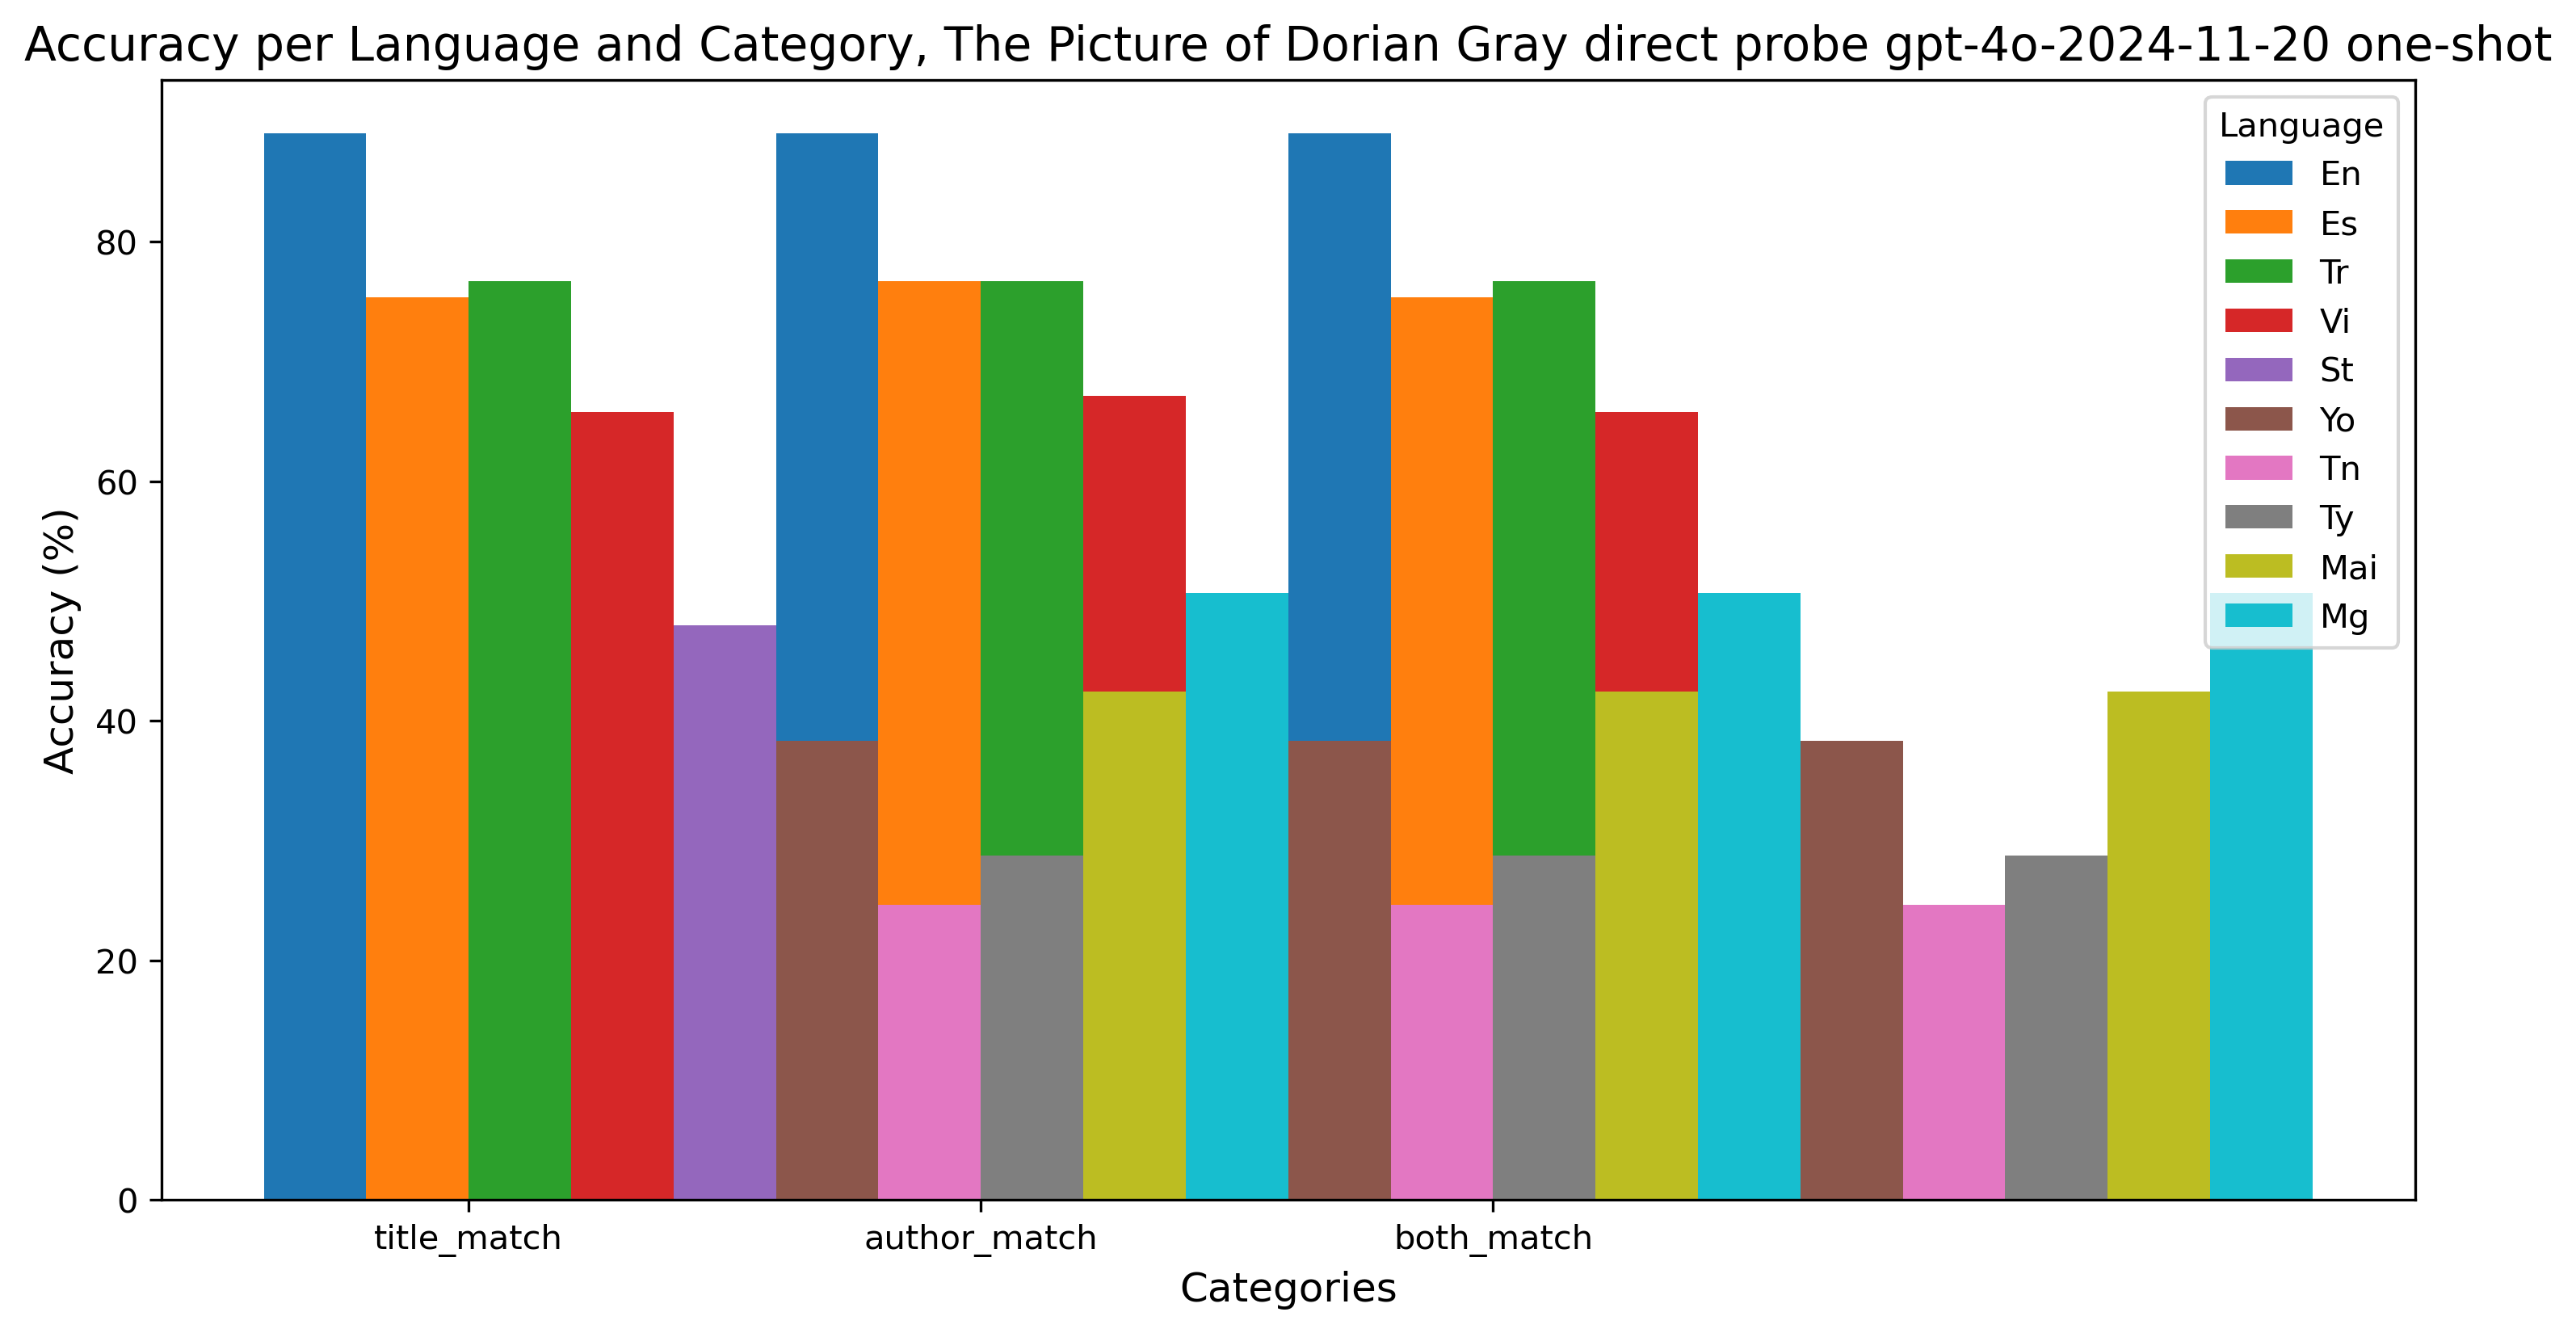 Accuracy per Language and Category, The Picture of Dorian Gray direct probe gpt-4o-2024-11-20 one-shot
Accuracy (%)
80
60
40
20
0
Language
En
Es
Tr
Vi
St
Yo
Tn
Ty
Mai
Mg
title_match
author_match
both_match
Categories